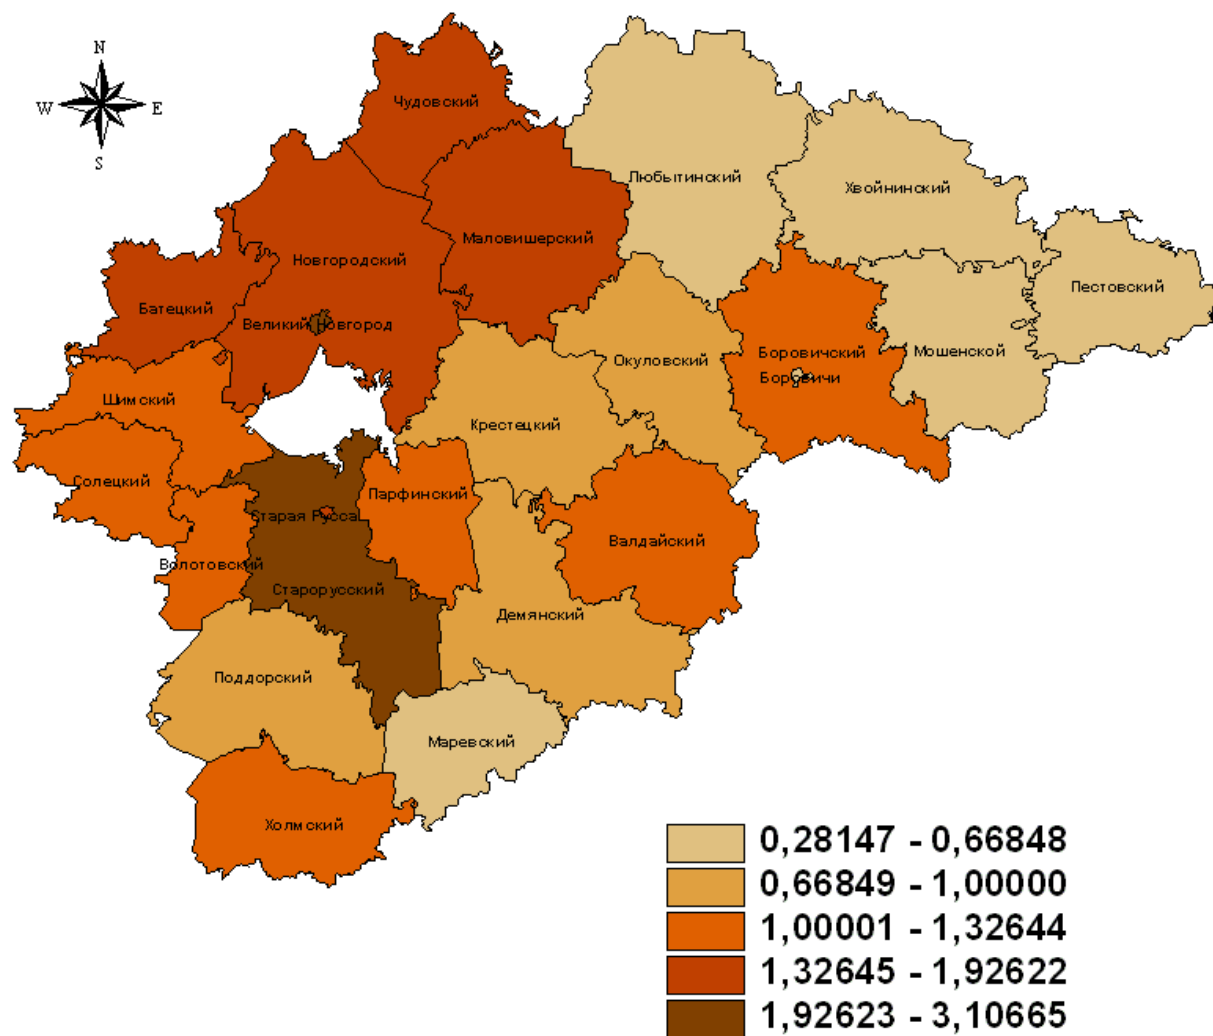 N
W E
S
Чудовский
Любытинский
Хвойнинский
Маловишерский
Новгородский
Пестовский
Батецкий
Великий Новгород
Боровичский
Мошенской
Окуловский
Боровичи
Шимский
Крестецкий
Солецкий
Парфинский
Старая Русса
Валдайский
Волотовский
Старорусский
Демянский
Поддорский
Маревский
Холмский
0,28147 - 0,66848
0,66849 - 1,00000
1,00001 - 1,32644
1,32645 - 1,92622
1,92623 - 3,10665